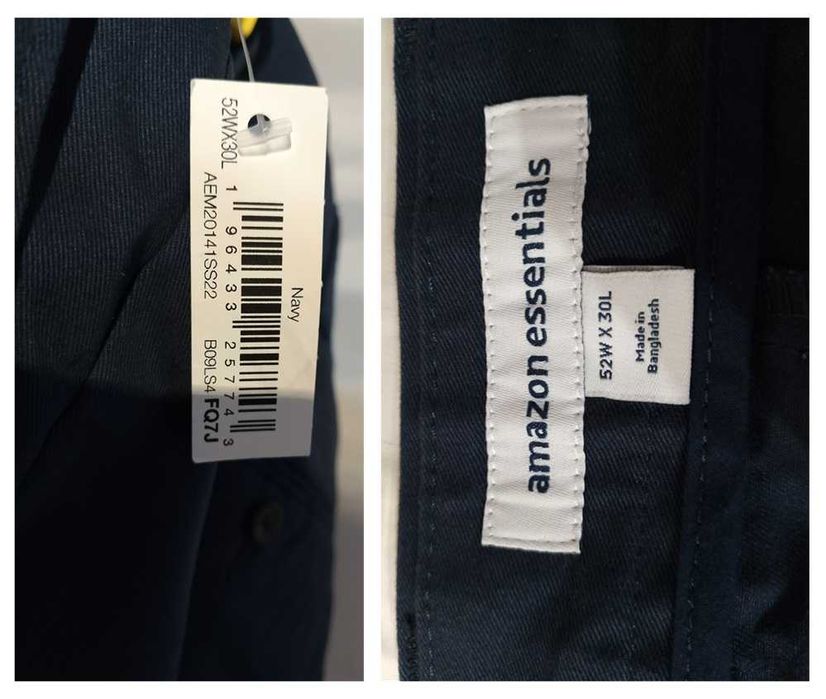 Navy
1 96433 25774 3
52WX30L
AEM20141SS22
B09LS4FQ7J
amazon essentials
52W X 30L
Made in
Bangladesh